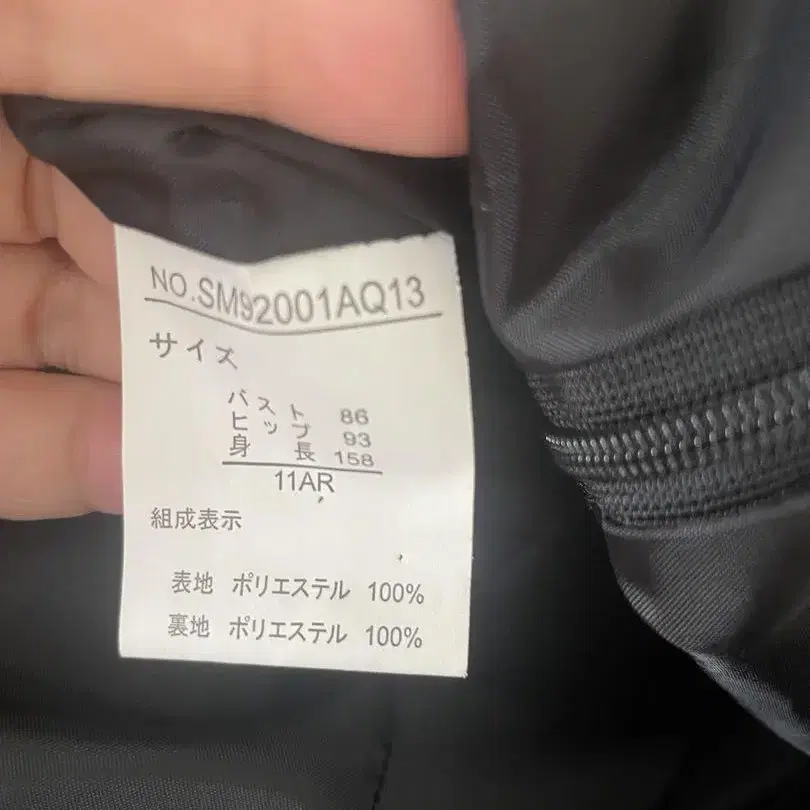 NO.SM92001AQ13
サイズ
バスト 86
ヒップ 93
身長 158
11AR
組成表示
表地 ポリエステル 100%
裏地 ポリエステル 100%